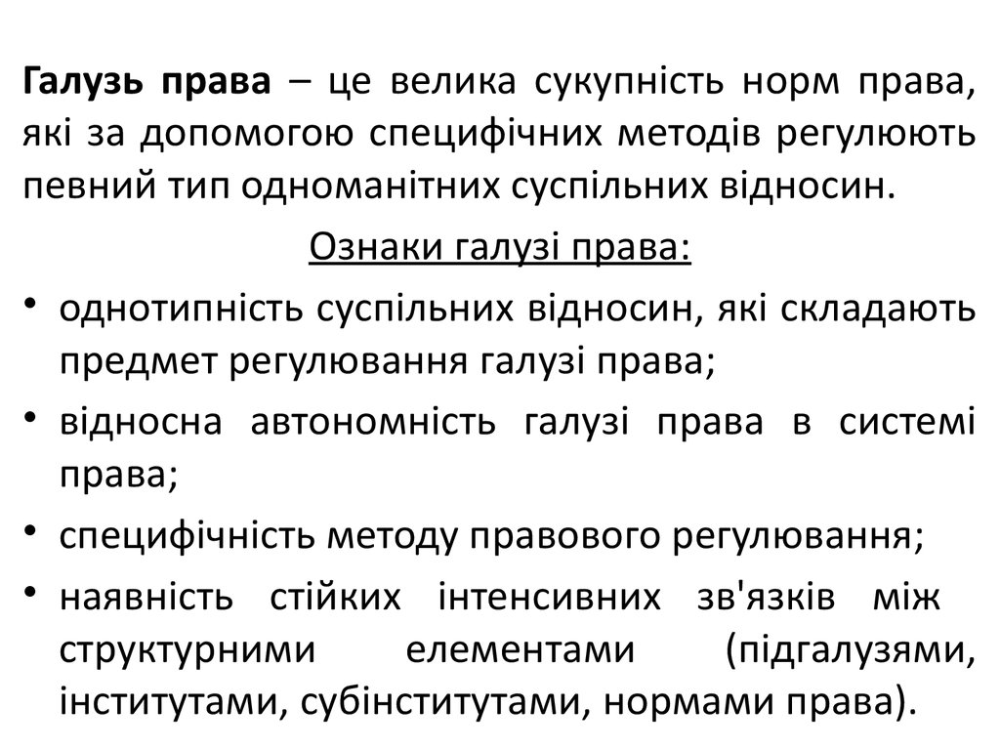 Галузь права – це велика сукупність норм права,
які за допомогою специфічних методів регулюють
певний тип одноманітних суспільних відносин.
Ознаки галузі права:
• однотипність суспільних відносин, які складають
предмет регулювання галузі права;
• відносна автономність галузі права в системі
права;
• специфічність методу правового регулювання;
• наявність стійких інтенсивних зв'язків між
структурними елементами (підгалузями,
інститутами, субінститутами, нормами права).